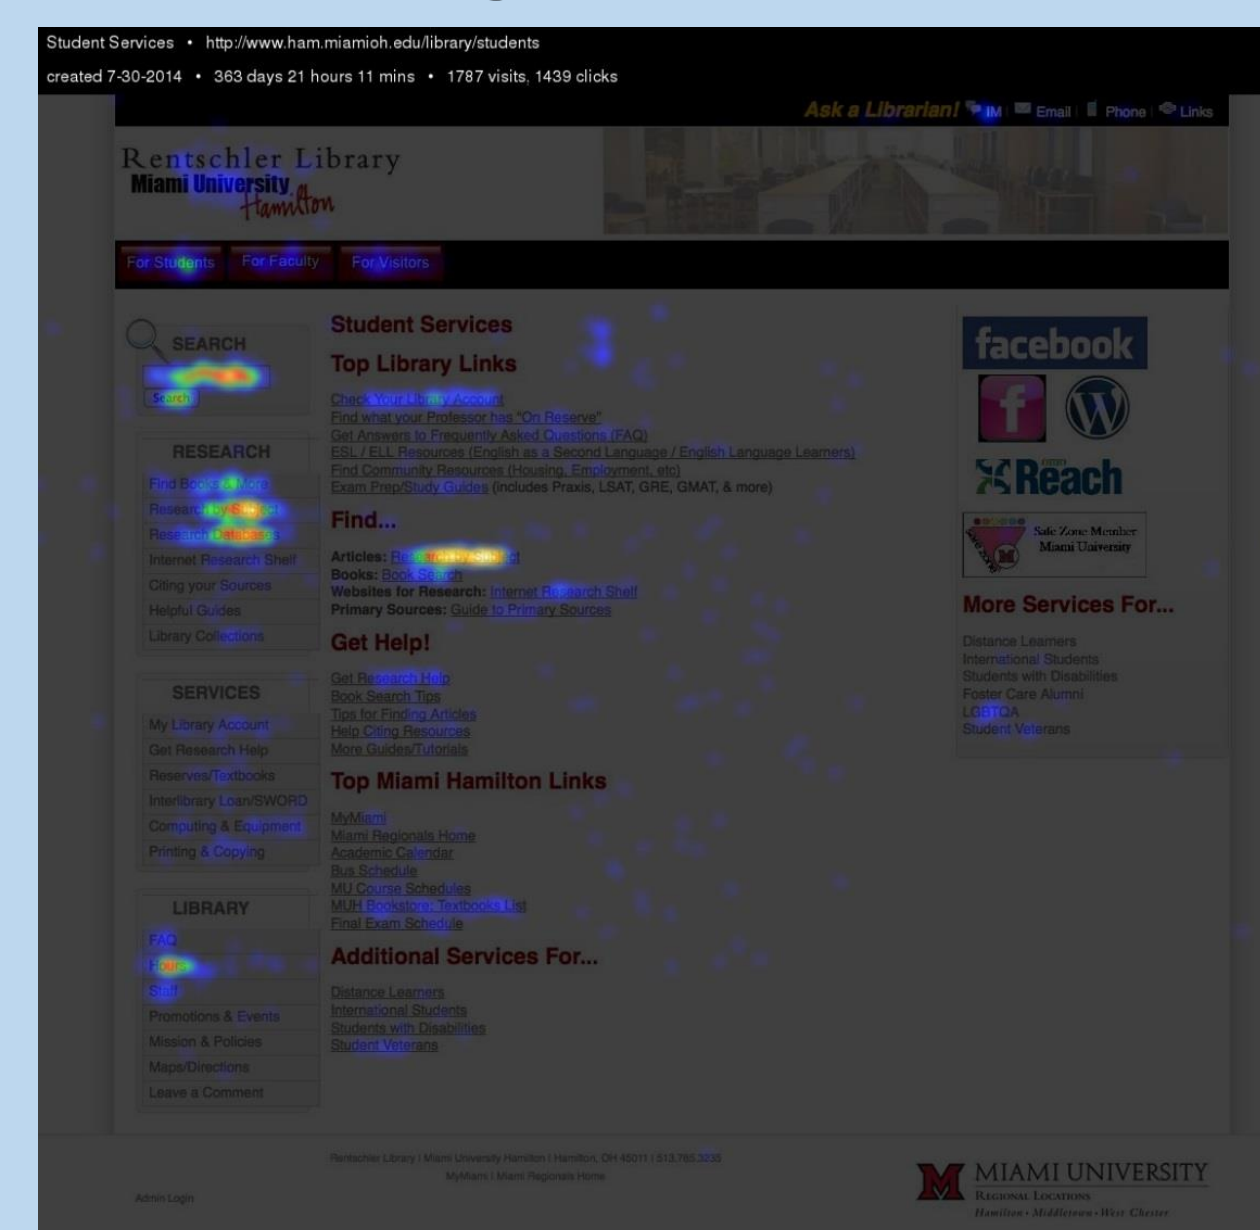 Student Services • http://www.ham.miamioh.edu/library/students
created 7-30-2014 • 363 days 21 hours 11 mins • 1787 visits, 1439 clicks
Ask a Librarian! IM | Email | Phone | Links
Rentschler Library
Miami University
Hamilton
For Students For Faculty For Visitors
SEARCH
Search
RESEARCH
Find Books & More
Research by Subject
Research Databases
Internet Research Shelf
Citing your Sources
Helpful Guides
Library Collections
SERVICES
My Library Account
Get Research Help
Reserves/Textbooks
Interlibrary Loan/SWORD
Computing & Equipment
Printing & Copying
LIBRARY
FAQ
Hours
Staff
Promotions & Events
Mission & Policies
Maps/Directions
Leave a Comment
Student Services
Top Library Links
Check Your Library Account
Find what your Professor has "On Reserve"
Get Answers to Frequently Asked Questions (FAQ)
ESL / ELL Resources (English as a Second Language / English Language Learners)
Find Community Resources (Housing, Employment, etc)
Exam Prep/Study Guides (includes Praxis, LSAT, GRE, GMAT, & more)
Find...
Articles: Research by Subject
Books: Book Search
Websites for Research: Internet Research Shelf
Primary Sources: Guide to Primary Sources
Get Help!
Get Research Help
Book Search Tips
Tips for Finding Articles
Help Citing Resources
More Guides/Tutorials
Top Miami Hamilton Links
MyMiami
Miami Regionals Home
Academic Calendar
Bus Schedule
MU Course Schedules
MUH Bookstore: Textbooks List
Final Exam Schedule
Additional Services For...
Distance Learners
International Students
Students with Disabilities
Student Veterans
facebook
f
W
Reach
Safe Zone Member
Miami University
safe zone
M
More Services For...
Distance Learners
International Students
Students with Disabilities
Foster Care Alumni
LGBTQA
Student Veterans
Rentschler Library | Miami University Hamilton | Hamilton, OH 45011 | 513.785.3235
MyMiami | Miami Regionals Home
Admin Login
M MIAMI UNIVERSITY
REGIONAL LOCATIONS
Hamilton • Middletown • West Chester